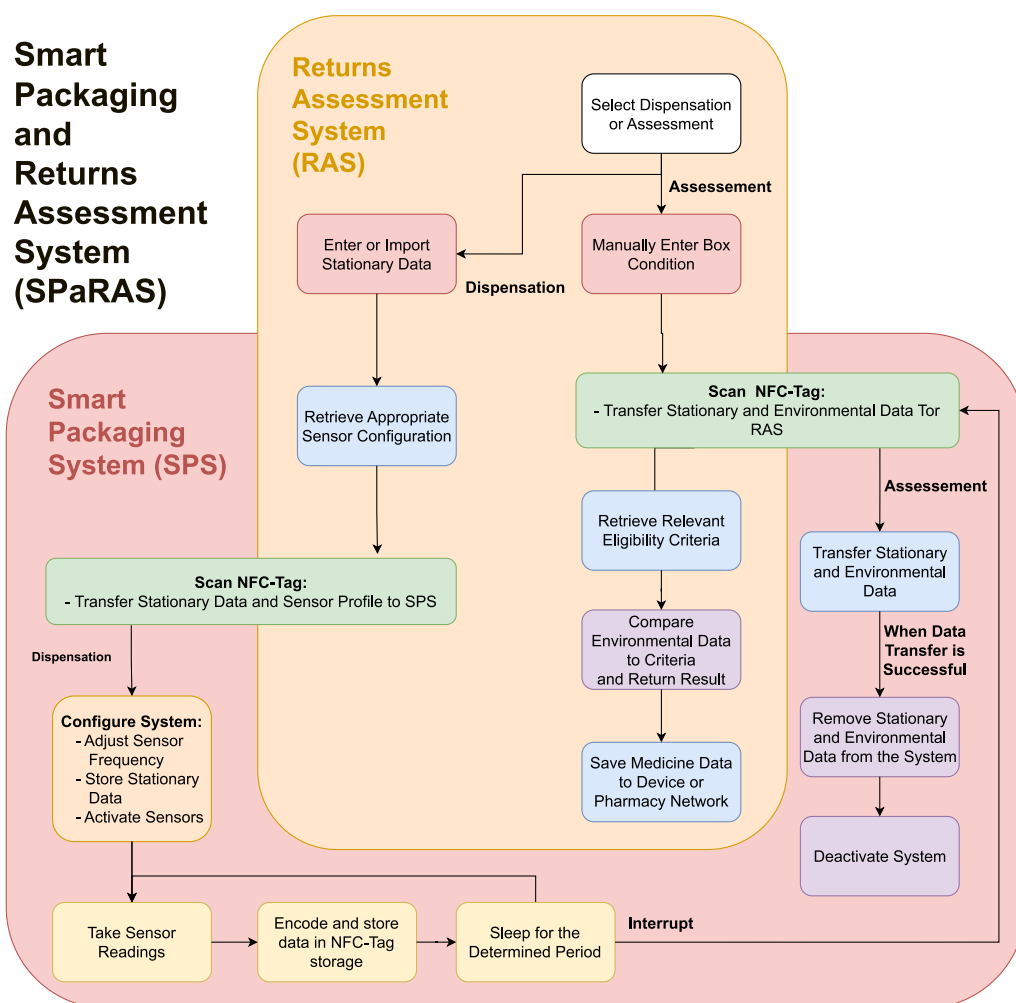 Smart
Packaging
and
Returns
Assessment
System
(SPaRAS)
Returns
Assessment
System
(RAS)
Select Dispensation
or Assessment
Assessement
Enter or Import
Stationary Data
Manually Enter Box
Condition
Dispensation
Smart
Packaging
System (SPS)
Retrieve Appropriate
Sensor Configuration
Scan NFC-Tag:
- Transfer Stationary and Environmental Data Tor
RAS
Assessement
Retrieve Relevant
Eligibility Criteria
Transfer Stationary
and Environmental
Data
Scan NFC-Tag:
- Transfer Stationary Data and Sensor Profile to SPS
Dispensation
Compare
Environmental Data
to Criteria
and Return Result
When Data
Transfer is
Successful
Configure System:
- Adjust Sensor
Frequency
- Store Stationary
Data
- Activate Sensors
Remove Stationary
and Environmental
Data from the System
Save Medicine Data
to Device or
Pharmacy Network
Deactivate System
Take Sensor
Readings
Encode and store
data in NFC-Tag
storage
Sleep for the
Determined Period
Interrupt